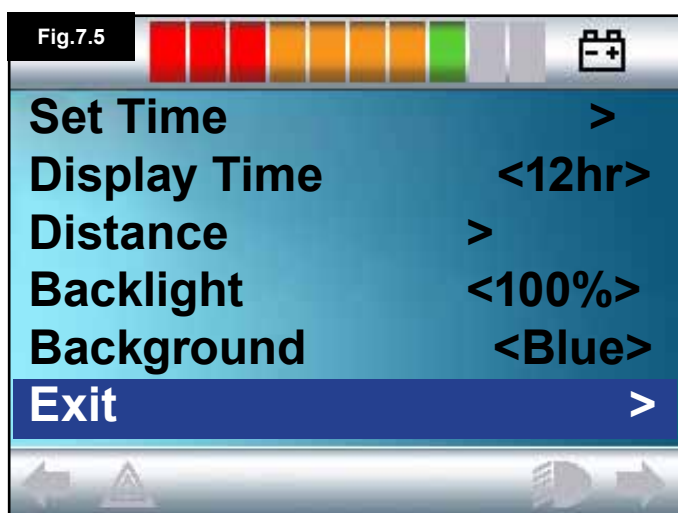 Fig.7.5
Set Time >
Display Time <12hr>
Distance >
Backlight <100%>
Background <Blue>
Exit >